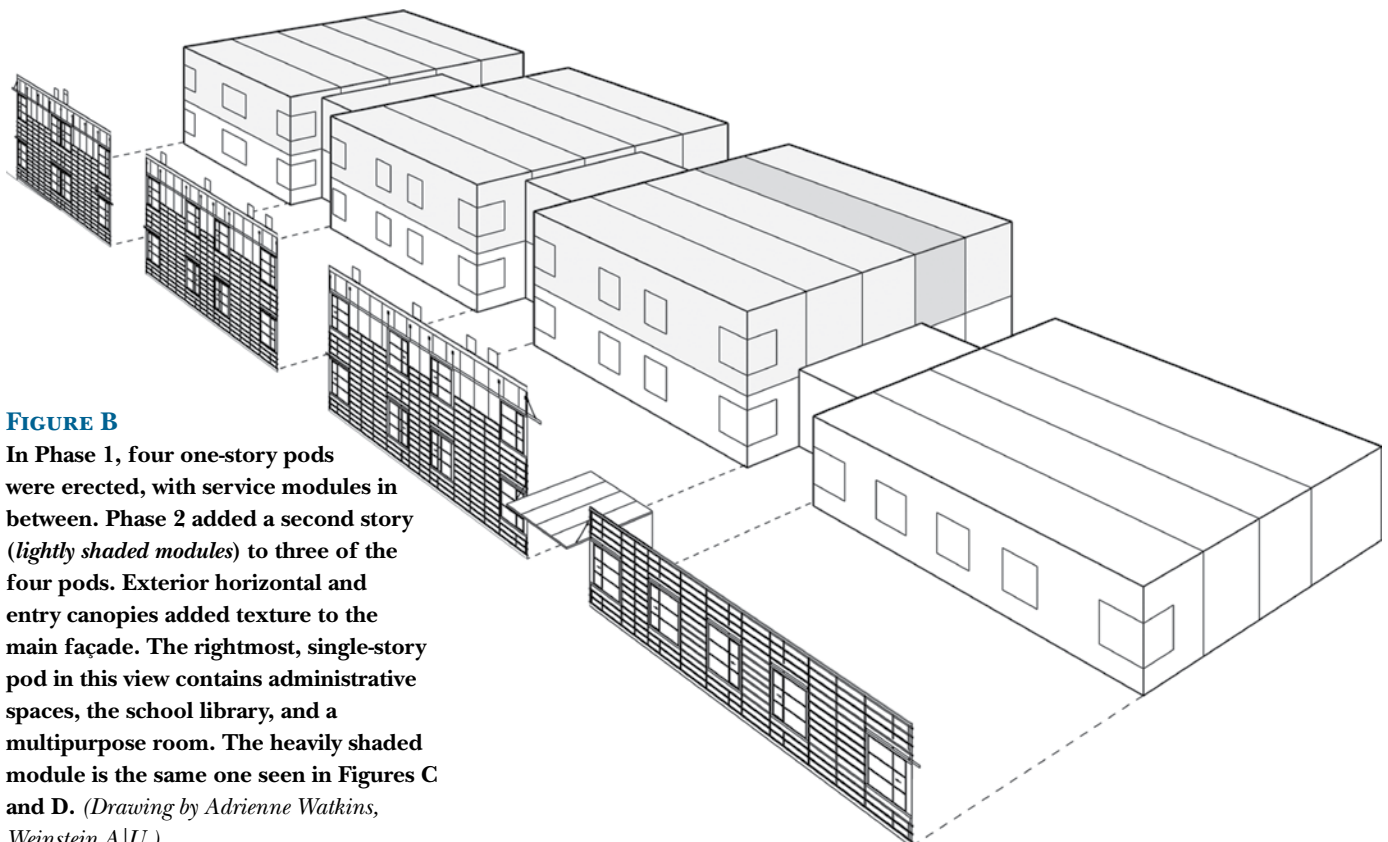 FIGURE B
In Phase 1, four one-story pods
were erected, with service modules in
between. Phase 2 added a second story
(lightly shaded modules) to three of the
four pods. Exterior horizontal and
entry canopies added texture to the
main façade. The rightmost, single-story
pod in this view contains administrative
spaces, the school library, and a
multipurpose room. The heavily shaded
module is the same one seen in Figures C
and D. (Drawing by Adrienne Watkins,
Weinstein A|U.)